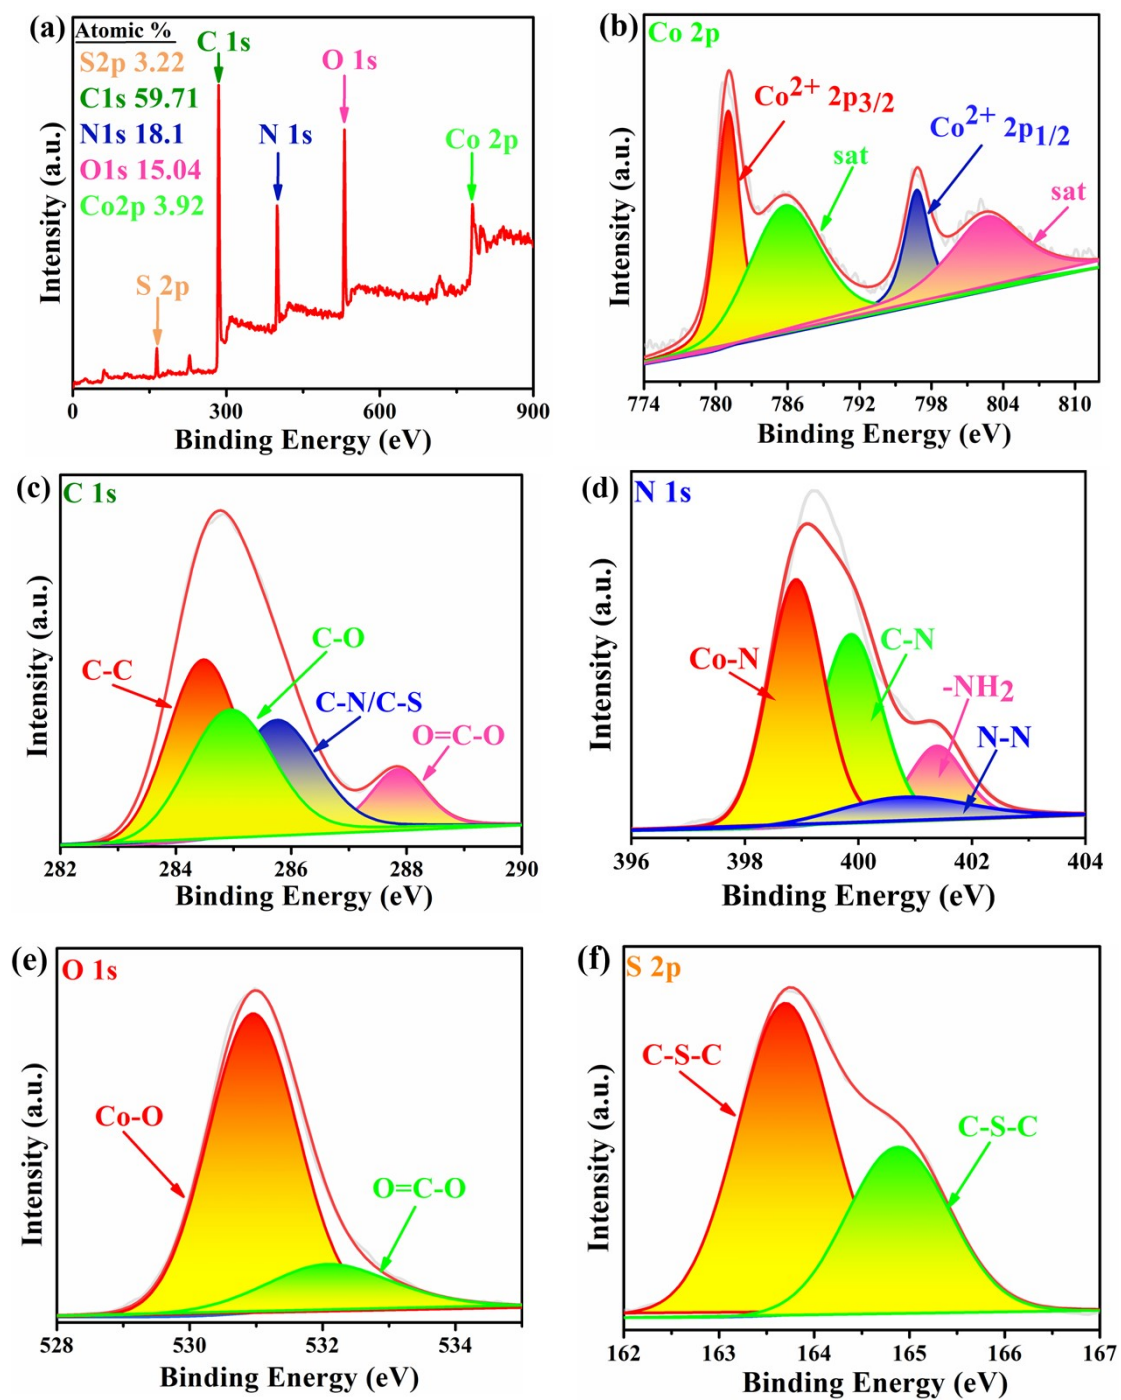 (a)
Atomic %
S2p 3.22
C1s 59.71
N1s 18.1
O1s 15.04
Co2p 3.92
C 1s
O 1s
N 1s
Co 2p
S 2p
Intensity (a.u.)
0 300 600 900
Binding Energy (eV)
(b)
Co 2p
Co2+ 2p3/2
Co2+ 2p1/2
sat
sat
Intensity (a.u.)
774 780 786 792 798 804 810
Binding Energy (eV)
(c)
C 1s
C-O
C-C
C-N/C-S
O=C-O
Intensity (a.u.)
282 284 286 288 290
Binding Energy (eV)
(d)
N 1s
C-N
Co-N
-NH2
N-N
Intensity (a.u.)
396 398 400 402 404
Binding Energy (eV)
(e)
O 1s
Co-O
O=C-O
Intensity (a.u.)
528 530 532 534
Binding Energy (eV)
(f)
S 2p
C-S-C
C-S-C
Intensity (a.u.)
162 163 164 165 166 167
Binding Energy (eV)